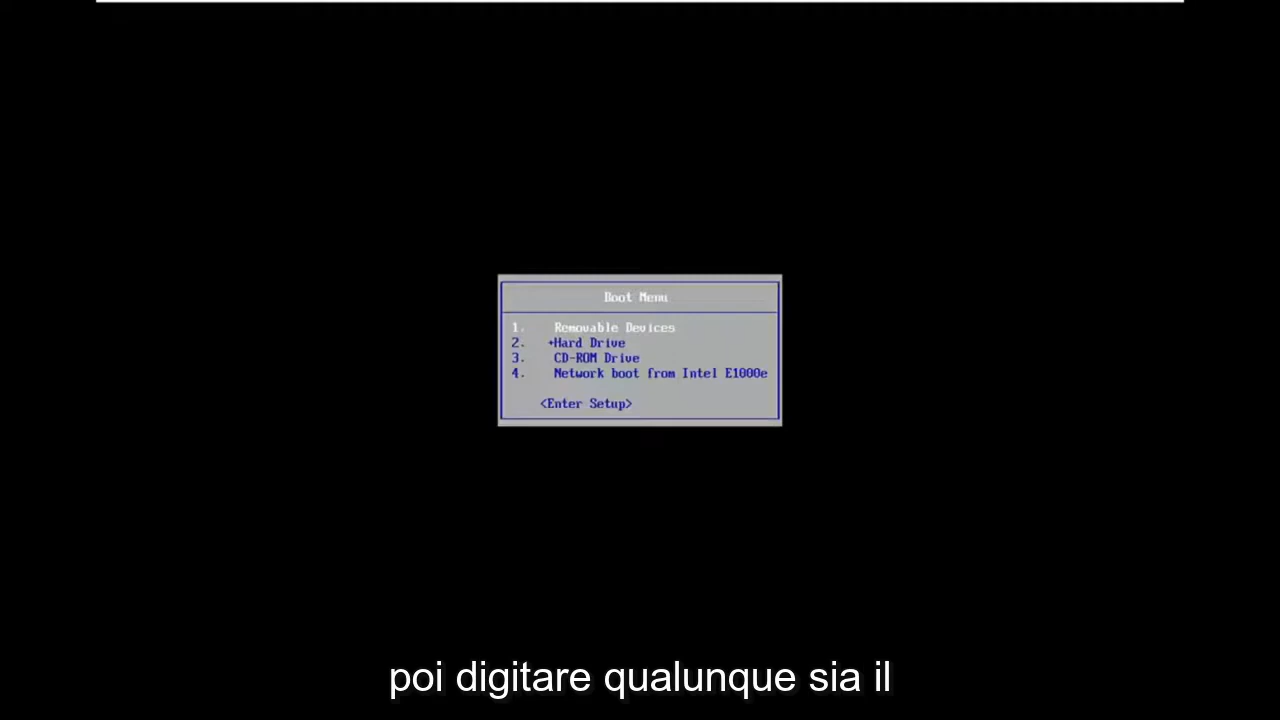 Boot Menu
1. Removable Devices
2. +Hard Drive
3. CD-ROM Drive
4. Network boot from Intel E1000e
<Enter Setup>
poi digitare qualunque sia il